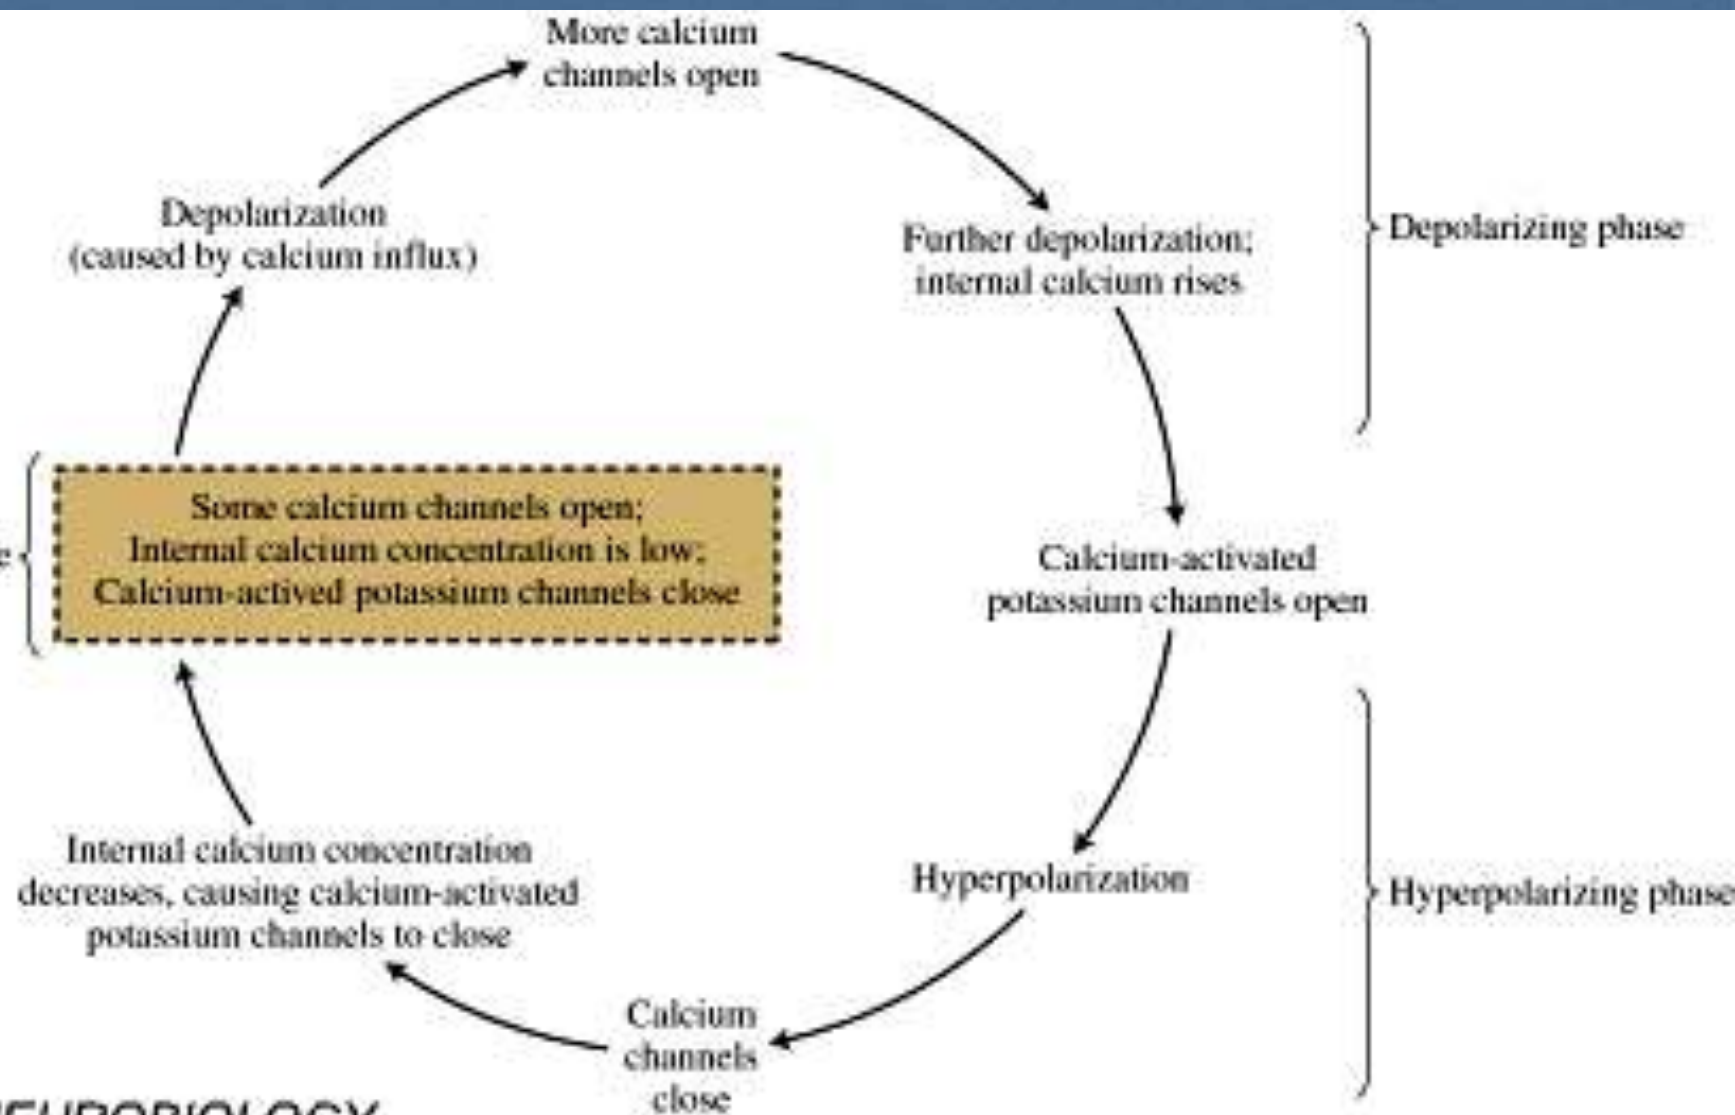 More calcium
channels open
Depolarization
(caused by calcium influx)
Further depolarization;
internal calcium rises
Depolarizing phase
Some calcium channels open;
Internal calcium concentration is low;
Calcium-actived potassium channels close
Calcium-activated
potassium channels open
Internal calcium concentration
decreases, causing calcium-activated
potassium channels to close
Hyperpolarization
Hyperpolarizing phase
Calcium
channels
close